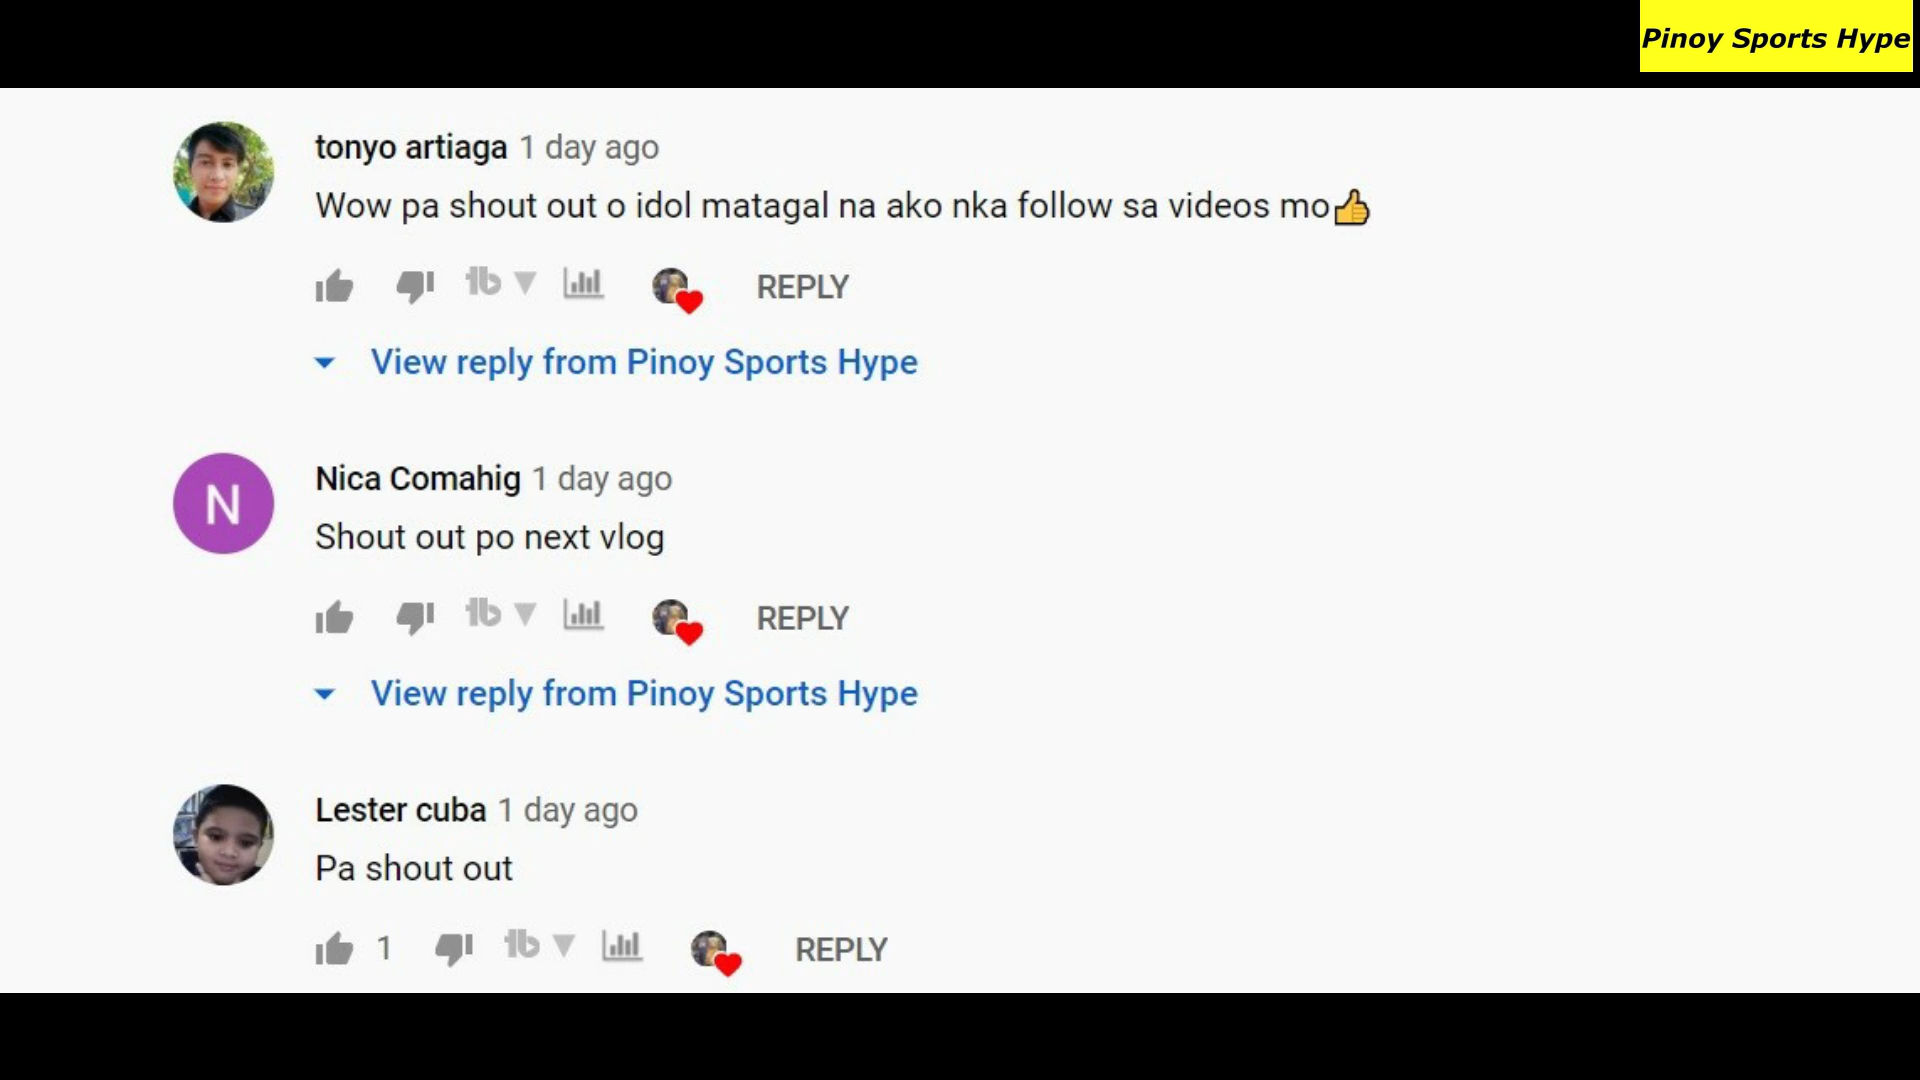 Pinoy Sports Hype
tonyo artiaga 1 day ago
Wow pa shout out o idol matagal na ako nka follow sa videos mo👍
REPLY
View reply from Pinoy Sports Hype
N
Nica Comahig 1 day ago
Shout out po next vlog
REPLY
View reply from Pinoy Sports Hype
Lester cuba 1 day ago
Pa shout out
1 REPLY